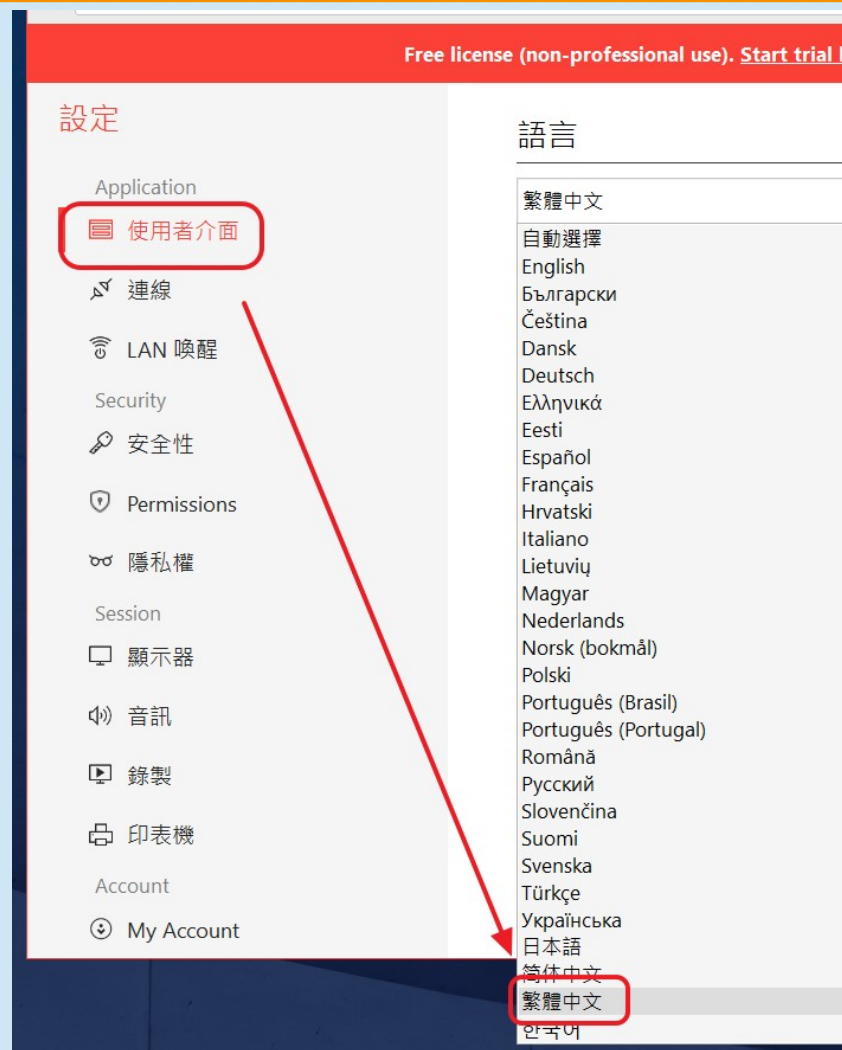 Free license (non-professional use). Start trial
設定
Application
使用者介面
連線
LAN 喚醒
Security
安全性
Permissions
隱私權
Session
顯示器
音訊
錄製
印表機
Account
My Account
語言
繁體中文
自動選擇
English
Български
Čeština
Dansk
Deutsch
Ελληνικά
Eesti
Español
Français
Hrvatski
Italiano
Lietuvių
Magyar
Nederlands
Norsk (bokmål)
Polski
Português (Brasil)
Português (Portugal)
Română
Русский
Slovenčina
Suomi
Svenska
Türkçe
Українська
日本語
简体中文
繁體中文
한국어